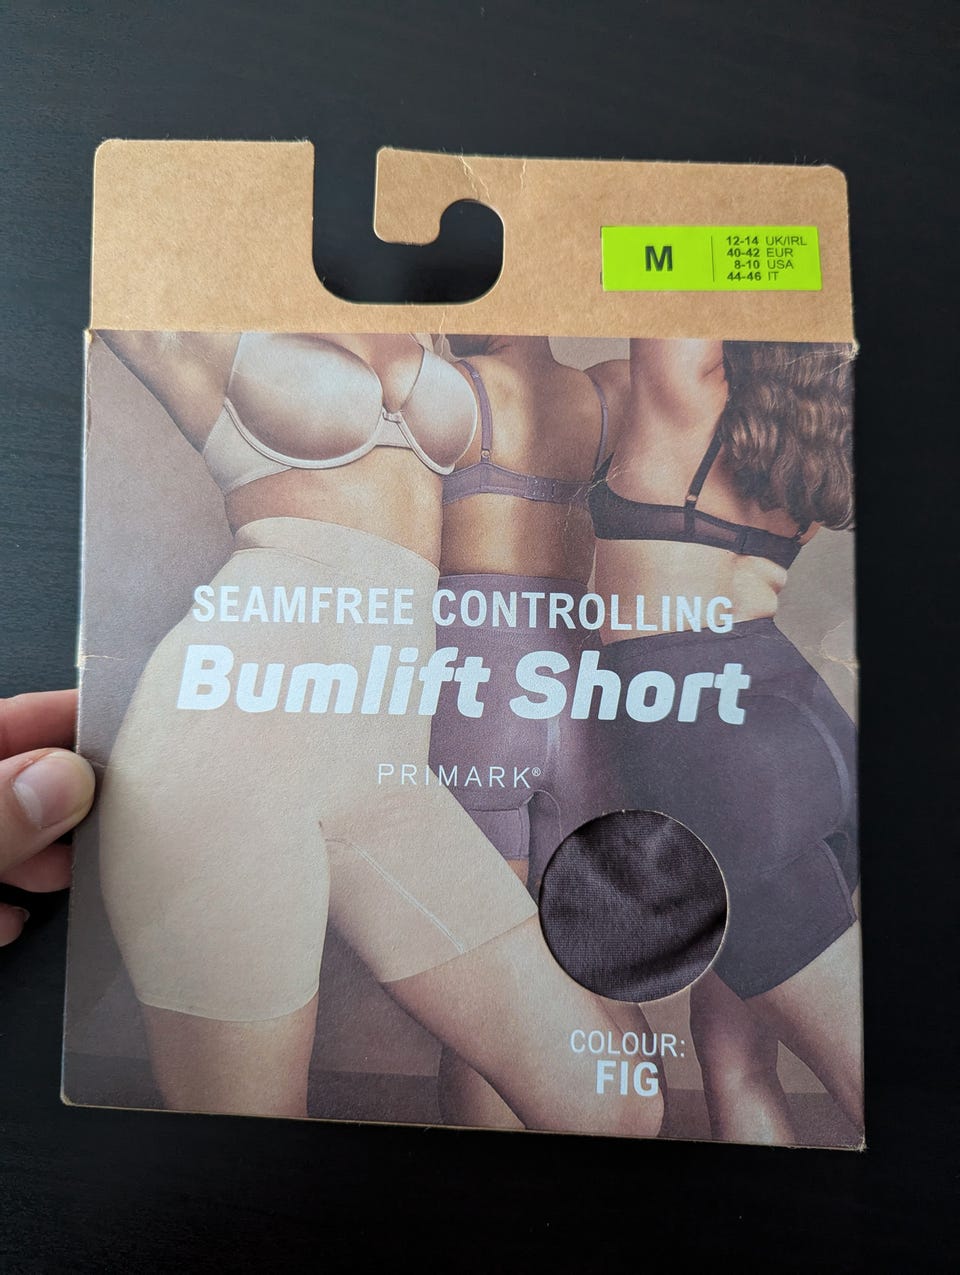 M
12-14 UK/IRL
40-42 EUR
8-10 USA
44-46 IT
SEAMFREE CONTROLLING
Bumlift Short
PRIMARK®
COLOUR:
FIG